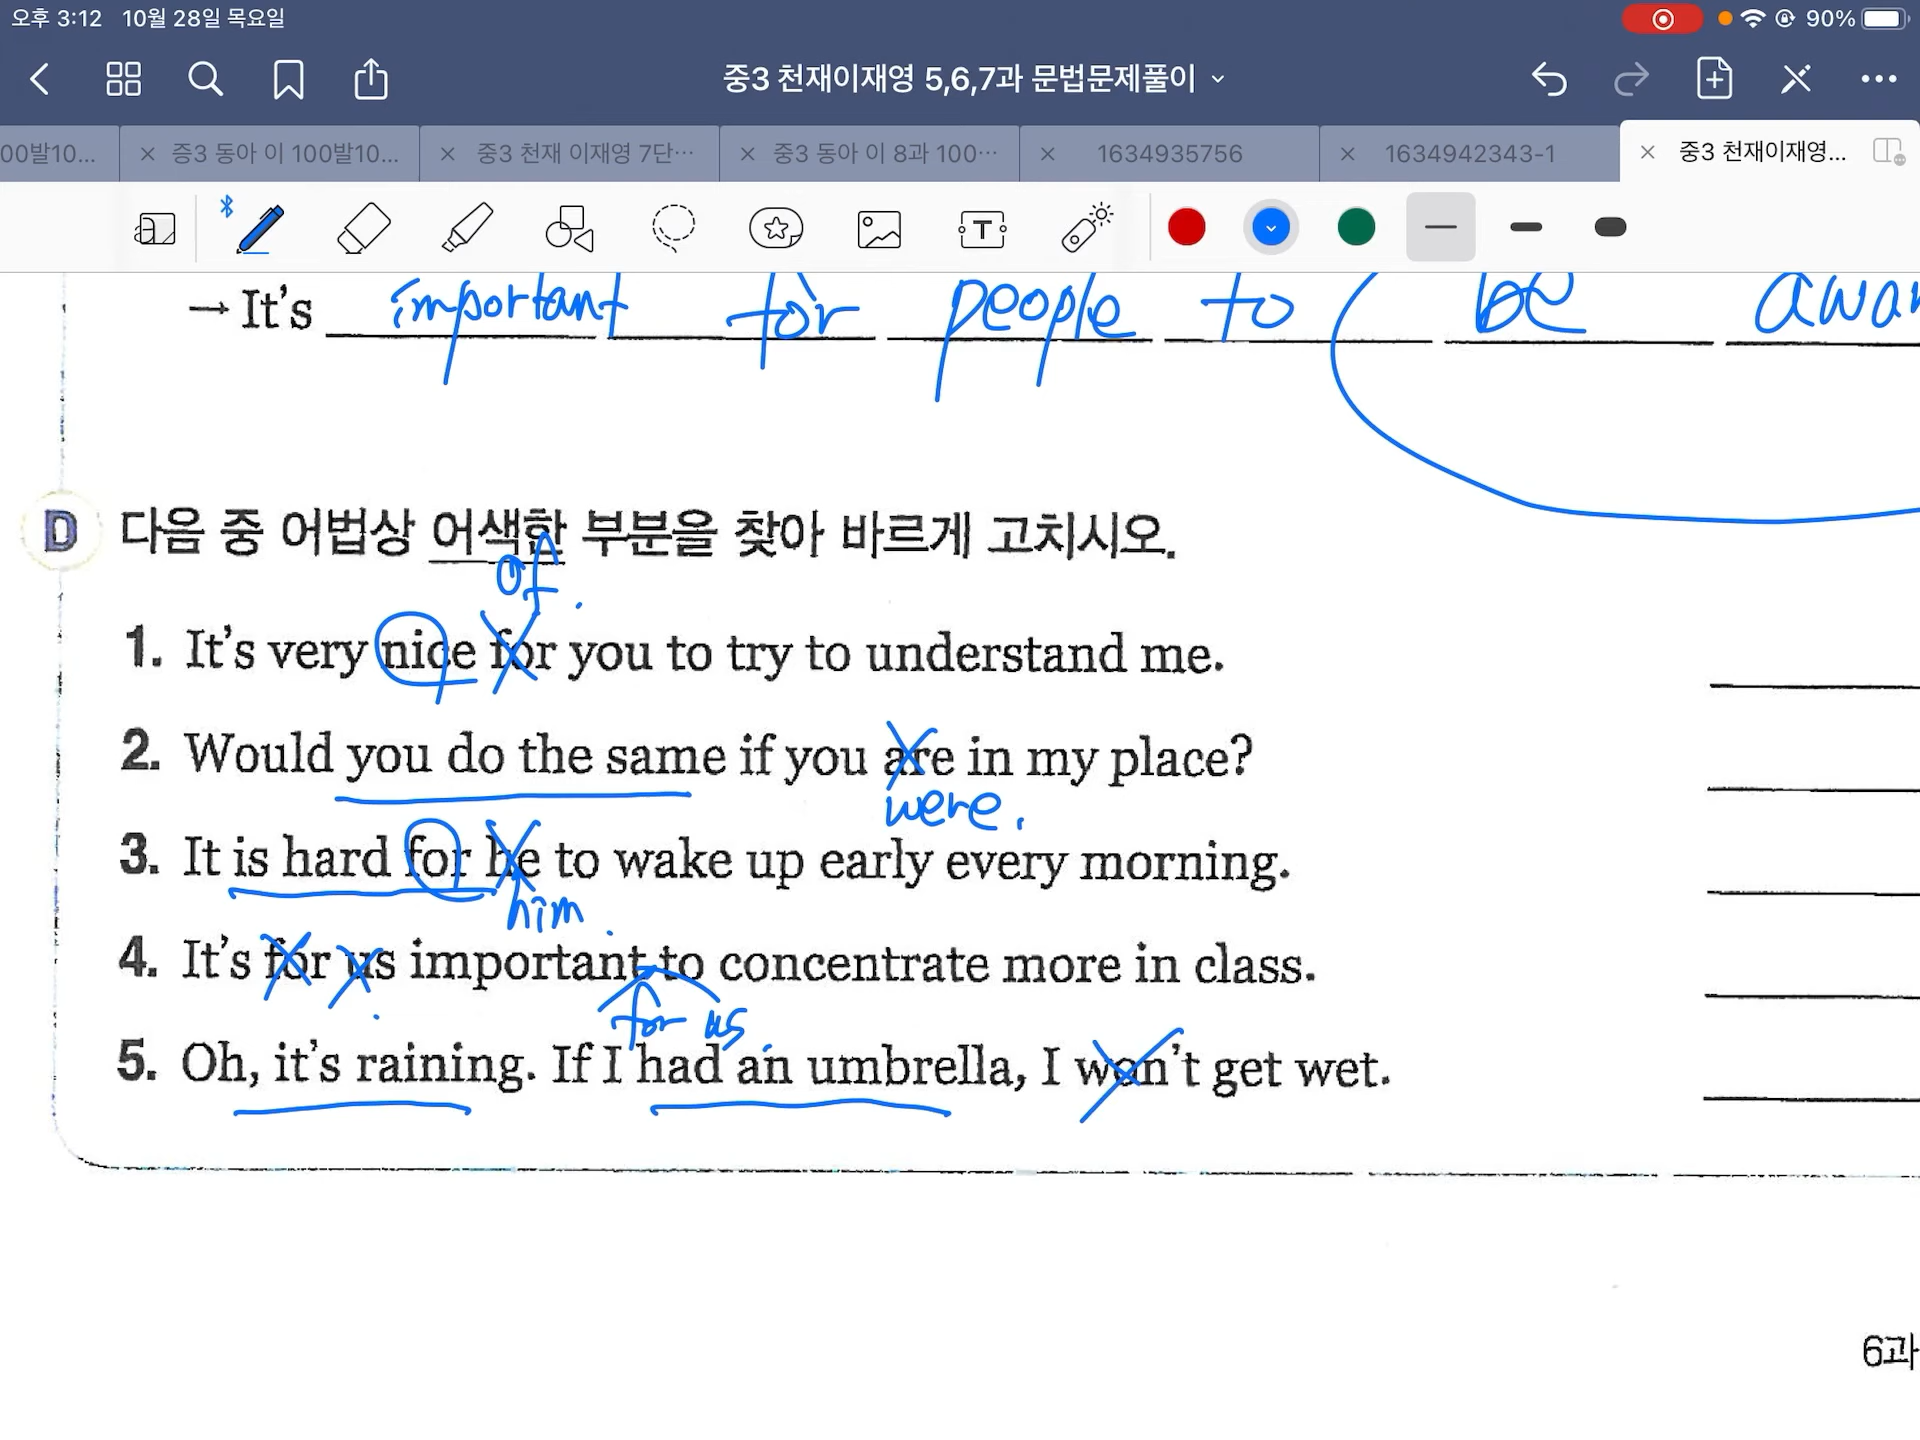 오후 3:12 10월 28일 목요일 90%
중3 천재이재영 5,6,7과 문법문제풀이
00발10... × 중3 동아 이 100발10... × 중3 천재 이재영 7단... × 중3 동아 이 8과 100... × 1634935756 × 1634942343-1 × 중3 천재이재영...
→ It's important for people to be awar
D 다음 중 어법상 어색한 부분을 찾아 바르게 고치시오.
of
1. It's very nice for you to try to understand me.
2. Would you do the same if you are in my place?
were.
3. It is hard for he to wake up early every morning.
him
4. It's for us important to concentrate more in class.
for us
5. Oh, it's raining. If I had an umbrella, I won't get wet.
6과